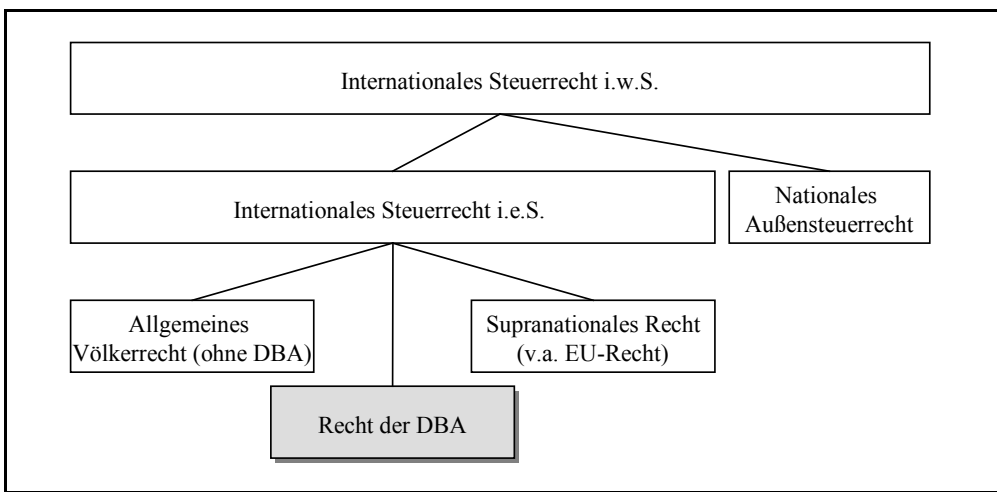 Internationales Steuerrecht i.w.S.
Internationales Steuerrecht i.e.S.
Nationales
Außensteuerrecht
Allgemeines
Völkerrecht (ohne DBA)
Supranationales Recht
(v.a. EU-Recht)
Recht der DBA